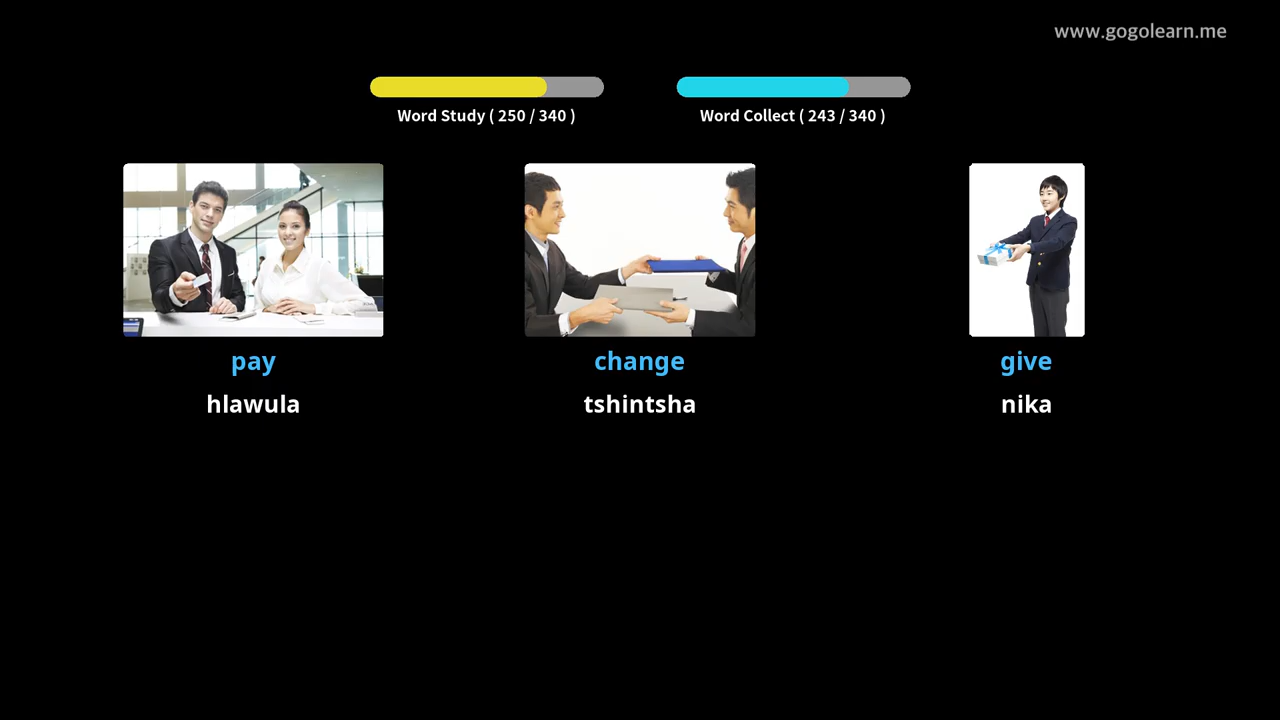 www.gogolearn.me
Word Study ( 250 / 340 )
Word Collect ( 243 / 340 )
pay
change
give
hlawula
tshintsha
nika